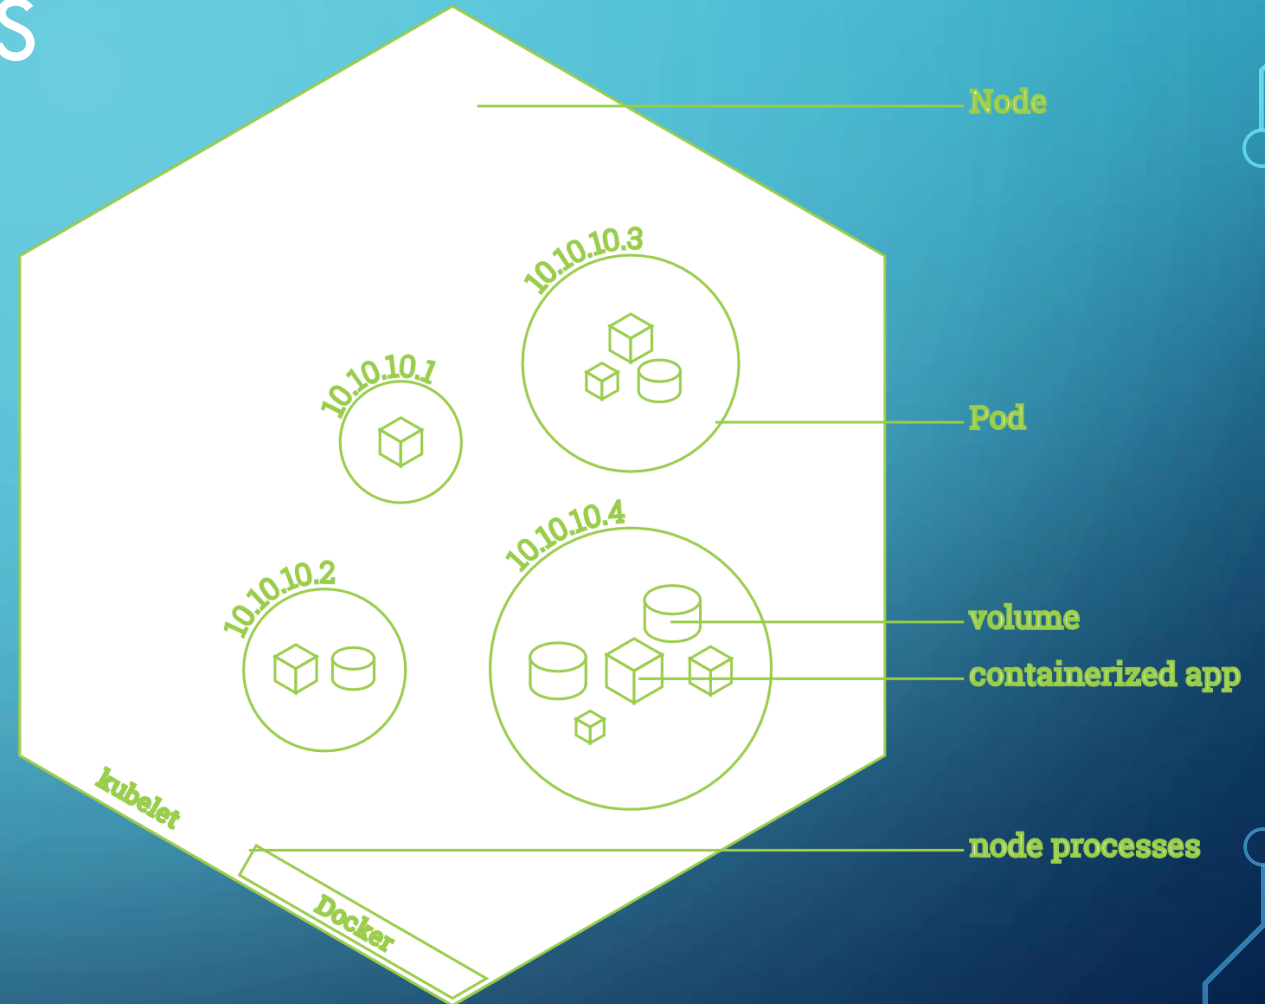 S
Node
10.10.10.3
10.10.10.1
Pod
10.10.10.4
10.10.10.2
volume
containerized app
kubelet
node processes
Docker